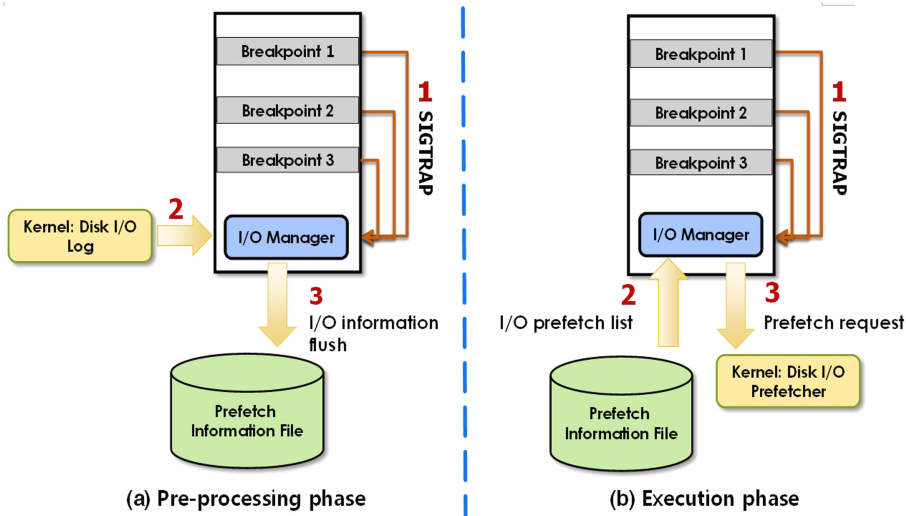 Breakpoint 1
Breakpoint 2
Breakpoint 3
1
SIGTRAP
Kernel: Disk I/O
Log
2
I/O Manager
3
I/O information
flush
Prefetch
Information File
(a) Pre-processing phase
Breakpoint 1
Breakpoint 2
Breakpoint 3
1
SIGTRAP
I/O Manager
2
I/O prefetch list
3
Prefetch request
Kernel: Disk I/O
Prefetcher
Prefetch
Information File
(b) Execution phase